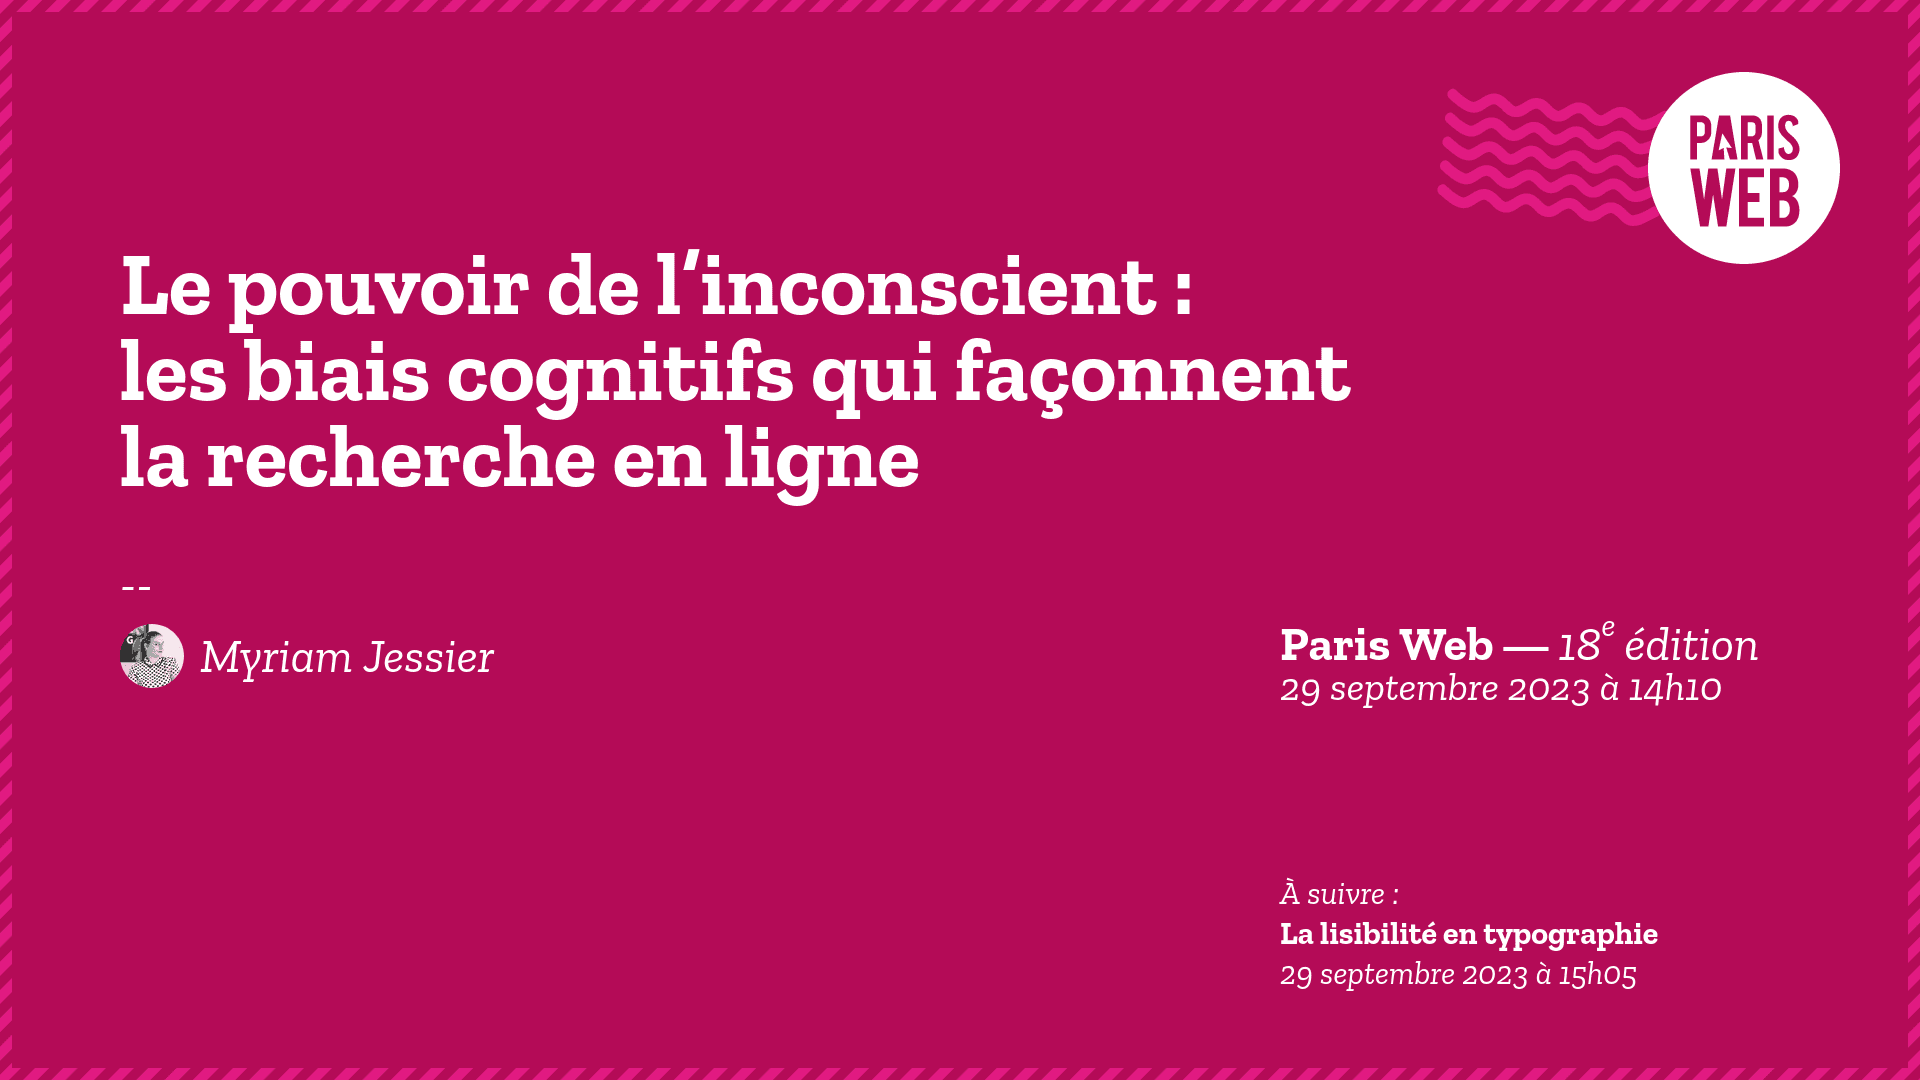 PARIS
WEB
Le pouvoir de l’inconscient :
les biais cognitifs qui façonnent
la recherche en ligne
--
Myriam Jessier
Paris Web — 18e édition
29 septembre 2023 à 14h10
À suivre :
La lisibilité en typographie
29 septembre 2023 à 15h05